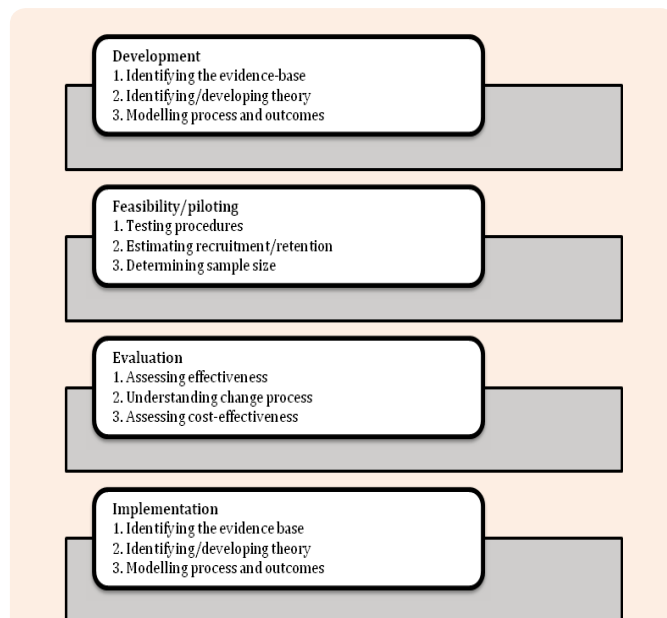 Development
1. Identifying the evidence-base
2. Identifying/developing theory
3. Modelling process and outcomes
Feasibility/piloting
1. Testing procedures
2. Estimating recruitment/retention
3. Determining sample size
Evaluation
1. Assessing effectiveness
2. Understanding change process
3. Assessing cost-effectiveness
Implementation
1. Identifying the evidence base
2. Identifying/developing theory
3. Modelling process and outcomes